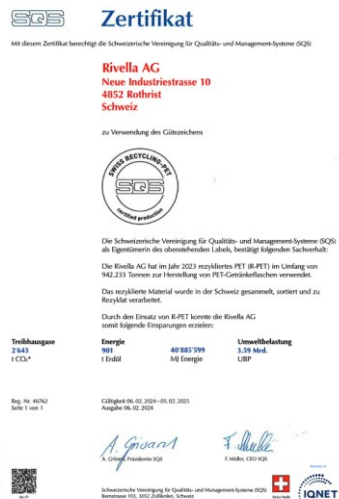 SQS
Zertifikat
Mit diesem Zertifikat berechtigt die Schweizerische Vereinigung für Qualitäts- und Management-Systeme (SQS)
Rivella AG
Neue Industriestrasse 10
4852 Rothrist
Schweiz
zu Verwendung des Gütezeichens
SWISS RECYCLING-PET
SQS
certified production
Die Schweizerische Vereinigung für Qualitäts- und Management-Systeme (SQS)
als Eigentümerin des obenstehenden Labels, bestätigt folgenden Sachverhalt:
Die Rivella AG hat im Jahr 2023 rezykliertes PET (R-PET) im Umfang von
942.233 Tonnen zur Herstellung von PET-Getränkeflaschen verwendet.
Das rezyklierte Material wurde in der Schweiz gesammelt, sortiert und zu
Rezyklat verarbeitet.
Durch den Einsatz von R-PET konnte die Rivella AG
somit folgende Einsparungen erzielen:
Treibhausgase Energie Umweltbelastung
2'643 901 40'885'599 3.59 Mrd.
t CO₂* t Erdöl MJ Energie UBP
Reg. Nr. 46762 Gültigkeit 06. 02. 2024 – 05. 02. 2025
Seite 1 von 1 Ausgabe 06. 02. 2024
A. Grisard, Präsidentin SQS F. Müller, CEO SQS
Schweizerische Vereinigung für Qualitäts- und Management-Systeme (SQS)
Bernstrasse 103, 3052 Zollikofen, Schweiz
Swiss Made
IQNET